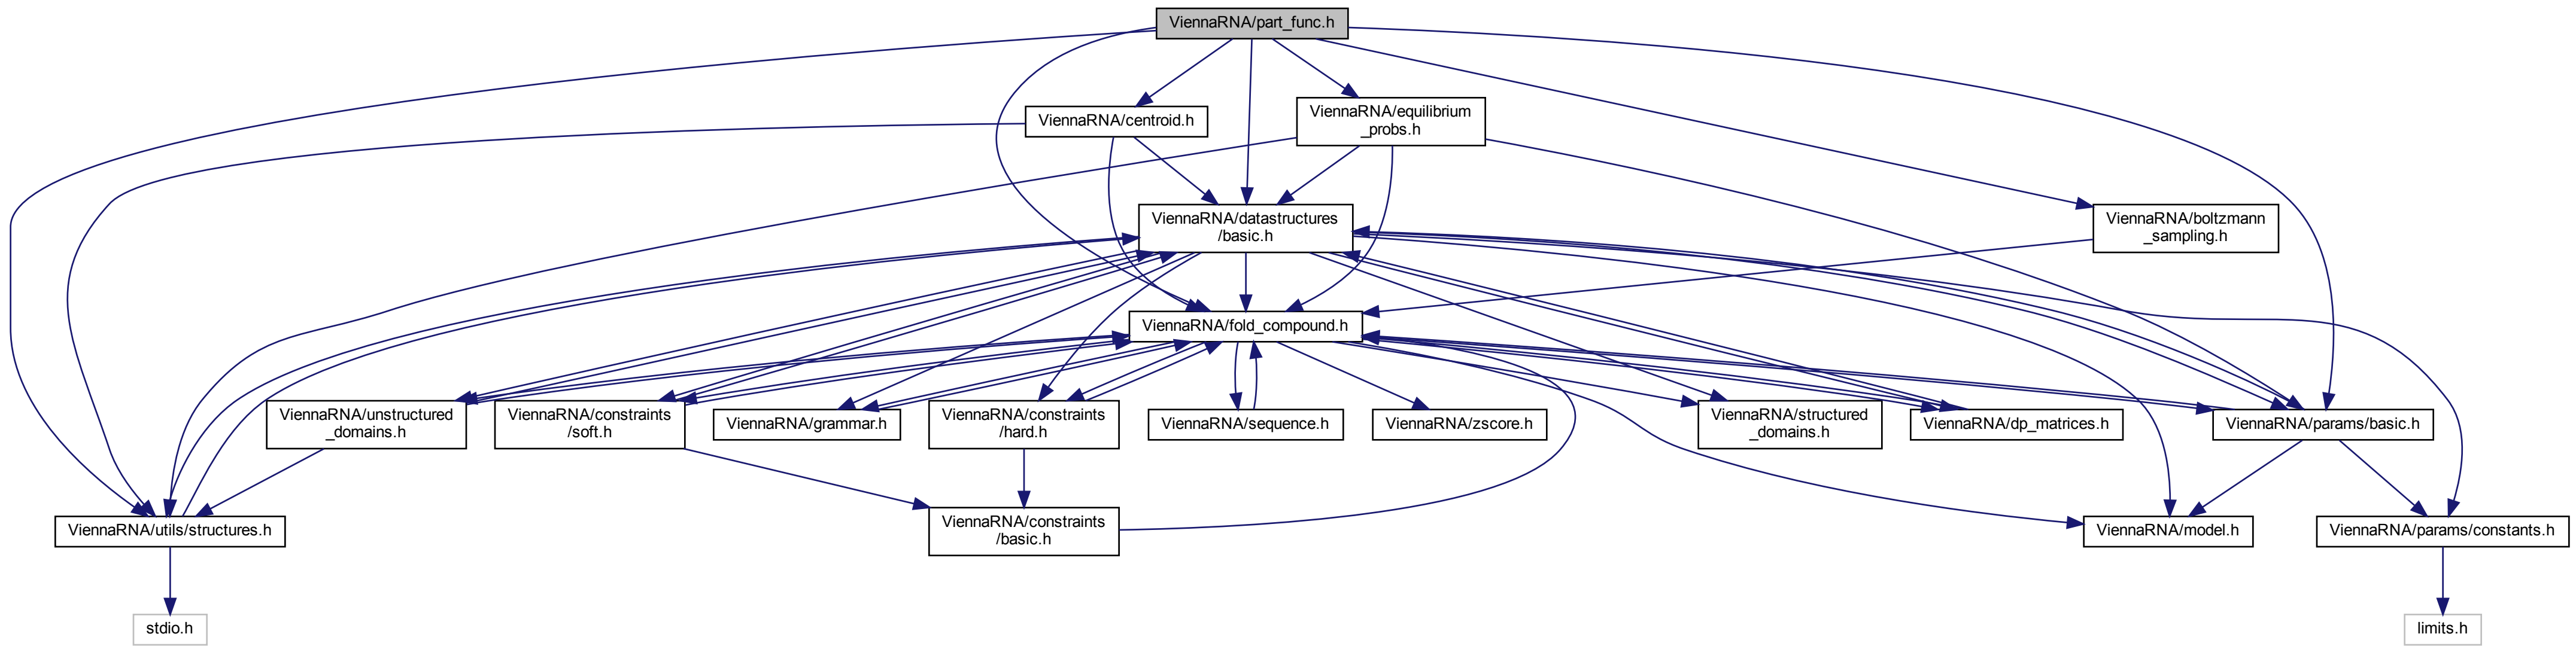 ViennaRNA/part_func.h
ViennaRNA/centroid.h
ViennaRNA/equilibrium
_probs.h
ViennaRNA/datastructures
/basic.h
ViennaRNA/boltzmann
_sampling.h
ViennaRNA/fold_compound.h
ViennaRNA/unstructured
_domains.h
ViennaRNA/constraints
/soft.h
ViennaRNA/grammar.h
ViennaRNA/constraints
/hard.h
ViennaRNA/sequence.h
ViennaRNA/zscore.h
ViennaRNA/structured
_domains.h
ViennaRNA/dp_matrices.h
ViennaRNA/params/basic.h
ViennaRNA/utils/structures.h
ViennaRNA/constraints
/basic.h
ViennaRNA/model.h
ViennaRNA/params/constants.h
stdio.h
limits.h